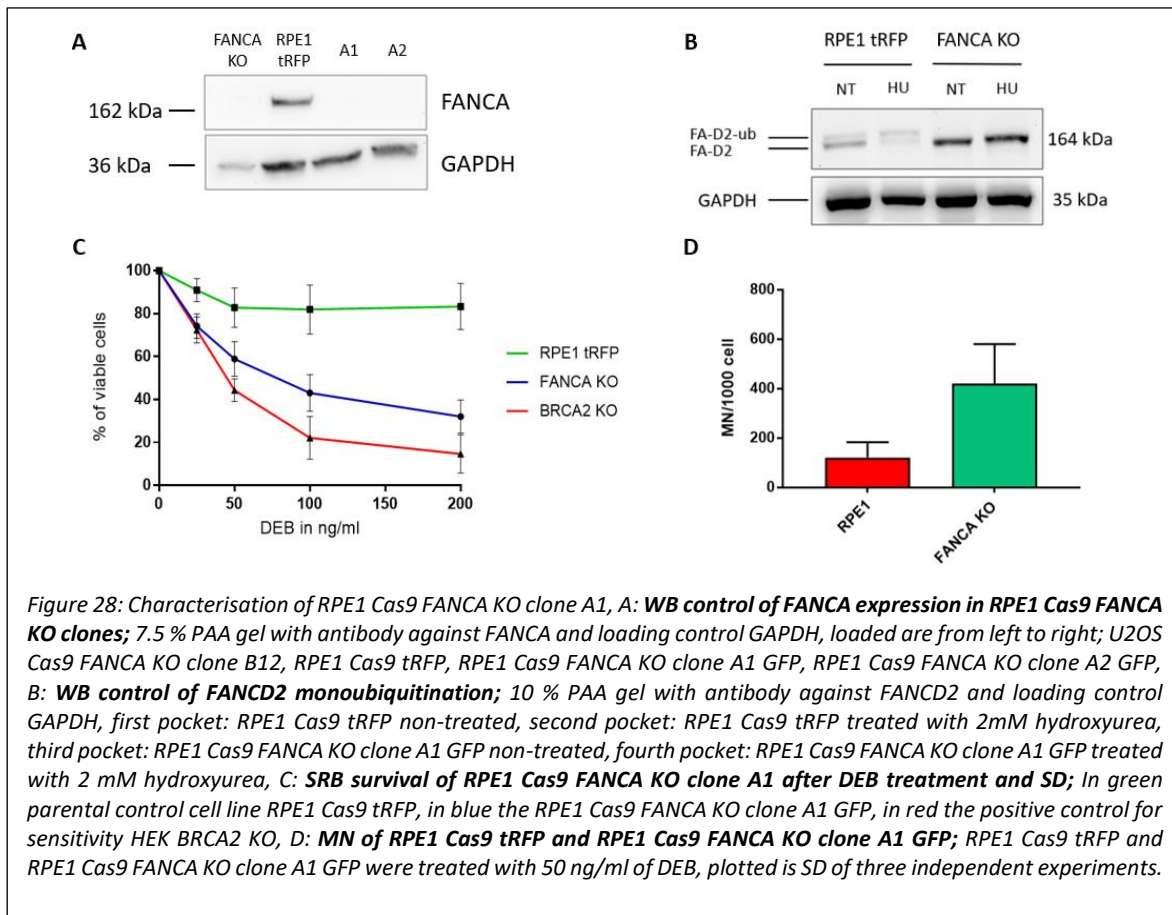 A
FANCA KO
RPE1 tRFP
A1
A2
162 kDa
FANCA
36 kDa
GAPDH
B
RPE1 tRFP
FANCA KO
NT
HU
NT
HU
FA-D2-ub
FA-D2
164 kDa
GAPDH
35 kDa
C
100
80
60
40
20
0
% of viable cells
0
50
100
150
200
DEB in ng/ml
RPE1 tRFP
FANCA KO
BRCA2 KO
D
800
600
400
200
0
MN/1000 cell
RPE1
FANCA KO
Figure 28: Characterisation of RPE1 Cas9 FANCA KO clone A1, A: WB control of FANCA expression in RPE1 Cas9 FANCA
KO clones; 7.5 % PAA gel with antibody against FANCA and loading control GAPDH, loaded are from left to right; U2OS
Cas9 FANCA KO clone B12, RPE1 Cas9 tRFP, RPE1 Cas9 FANCA KO clone A1 GFP, RPE1 Cas9 FANCA KO clone A2 GFP,
B: WB control of FANCD2 monoubiquitination; 10 % PAA gel with antibody against FANCD2 and loading control
GAPDH, first pocket: RPE1 Cas9 tRFP non-treated, second pocket: RPE1 Cas9 tRFP treated with 2mM hydroxyurea,
third pocket: RPE1 Cas9 FANCA KO clone A1 GFP non-treated, fourth pocket: RPE1 Cas9 FANCA KO clone A1 GFP treated
with 2 mM hydroxyurea, C: SRB survival of RPE1 Cas9 FANCA KO clone A1 after DEB treatment and SD; In green
parental control cell line RPE1 Cas9 tRFP, in blue the RPE1 Cas9 FANCA KO clone A1 GFP, in red the positive control for
sensitivity HEK BRCA2 KO, D: MN of RPE1 Cas9 tRFP and RPE1 Cas9 FANCA KO clone A1 GFP; RPE1 Cas9 tRFP and
RPE1 Cas9 FANCA KO clone A1 GFP were treated with 50 ng/ml of DEB, plotted is SD of three independent experiments.